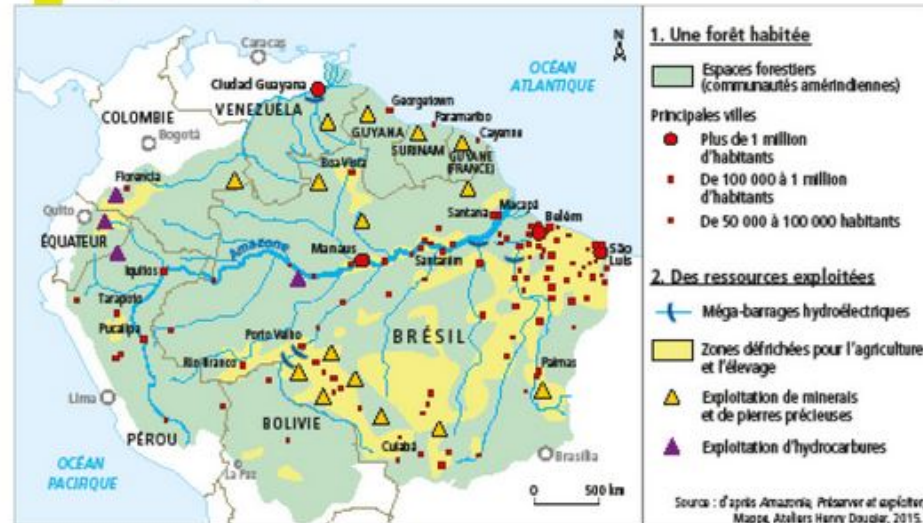 Caracas
Ciudad Guayana
VENEZUELA
COLOMBIE
Bogotá
Georgetown
Paramaribo
GUYANA
SURINAM
Cayenne
GUYANE
(FRANCE)
Boa Vista
Florencia
Quito
ÉQUATEUR
Amazone
Manaus
Santarém
Santana
Macapá
Belém
São
Luís
Iquitos
Tarapoto
Pucallpa
Porto Velho
Rio Branco
BRÉSIL
Palmas
Lima
PÉROU
BOLIVIE
Cuiabá
Brasília
La Paz
OCÉAN
PACIFIQUE
OCÉAN
ATLANTIQUE
N
0 500 km
1. Une forêt habitée
Espaces forestiers
(communautés amérindiennes)
Principales villes
Plus de 1 million
d'habitants
De 100 000 à 1 million
d'habitants
De 50 000 à 100 000 habitants
2. Des ressources exploitées
Méga-barrages hydroélectriques
Zones défrichées pour l'agriculture
et l'élevage
Exploitation de minerais
et de pierres précieuses
Exploitation d'hydrocarbures
Source : d'après Amazonie, Préserver et exploiter,
Mappe, Ateliers Henry Dougier, 2015.